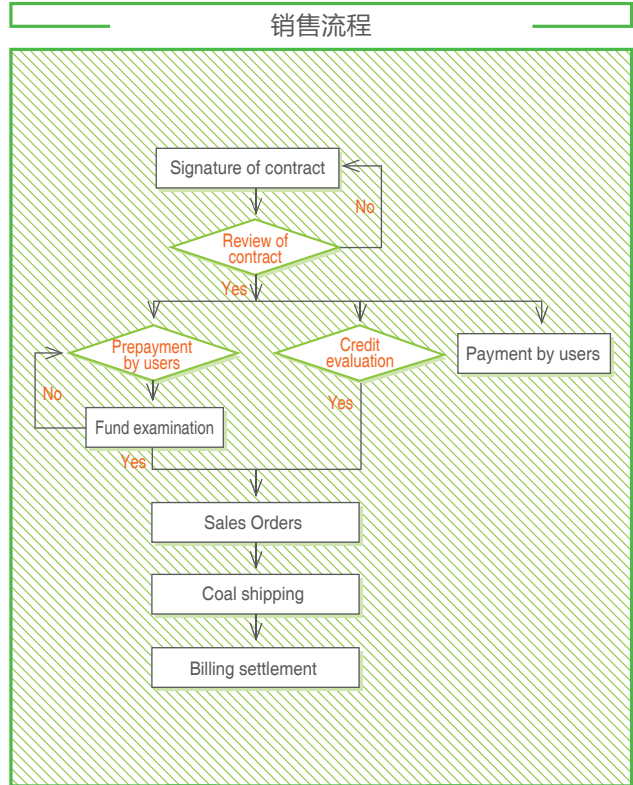 销售流程
Signature of contract
No
Review of
contract
Yes
Prepayment
by users
Credit
evaluation
Payment by users
No
Yes
Fund examination
Yes
Sales Orders
Coal shipping
Billing settlement